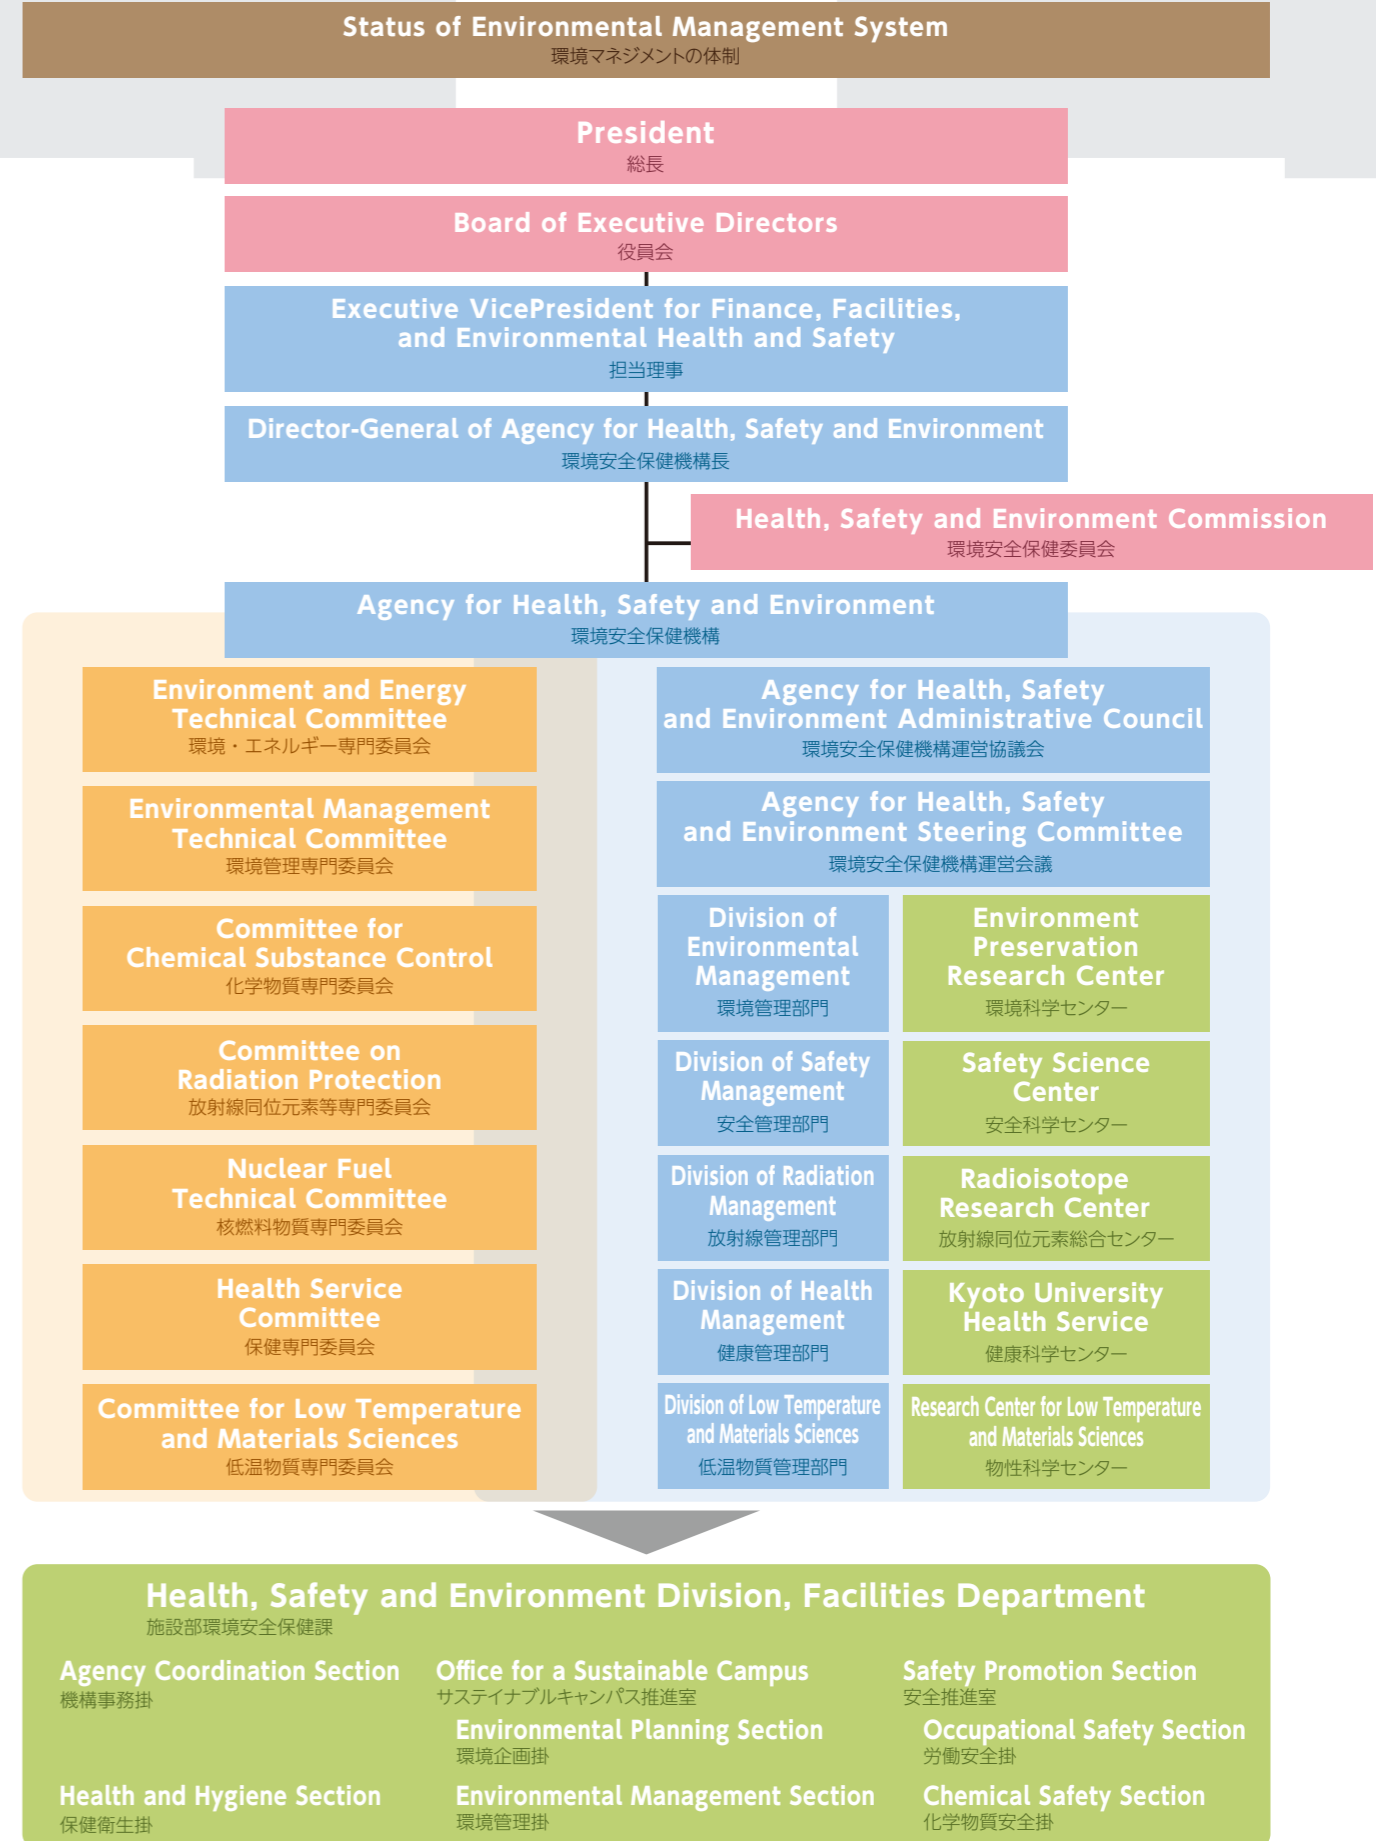 Status of Environmental Management System
環境マネジメントの体制
President
総長
Board of Executive Directors
役員会
Executive VicePresident for Finance, Facilities,
and Environmental Health and Safety
担当理事
Director-General of Agency for Health, Safety and Environment
環境安全保健機構長
Health, Safety and Environment Commission
環境安全保健委員会
Agency for Health, Safety and Environment
環境安全保健機構
Environment and Energy
Technical Committee
環境・エネルギー専門委員会
Environmental Management
Technical Committee
環境管理専門委員会
Committee for
Chemical Substance Control
化学物質専門委員会
Committee on
Radiation Protection
放射線同位元素等専門委員会
Nuclear Fuel
Technical Committee
核燃料物質専門委員会
Health Service
Committee
保健専門委員会
Committee for Low Temperature
and Materials Sciences
低温物質専門委員会
Agency for Health, Safety
and Environment Administrative Council
環境安全保健機構運営協議会
Agency for Health, Safety
and Environment Steering Committee
環境安全保健機構運営会議
Division of
Environmental
Management
環境管理部門
Environment
Preservation
Research Center
環境科学センター
Division of Safety
Management
安全管理部門
Safety Science
Center
安全科学センター
Division of Radiation
Management
放射線管理部門
Radioisotope
Research Center
放射線同位元素総合センター
Division of Health
Management
健康管理部門
Kyoto University
Health Service
健康科学センター
Division of Low Temperature
and Materials Sciences
低温物質管理部門
Research Center for Low Temperature
and Materials Sciences
物性科学センター
Health, Safety and Environment Division, Facilities Department
施設部環境安全保健課
Agency Coordination Section
機構事務掛
Health and Hygiene Section
保健衛生掛
Office for a Sustainable Campus
サステイナブルキャンパス推進室
Environmental Planning Section
環境企画掛
Environmental Management Section
環境管理掛
Safety Promotion Section
安全推進室
Occupational Safety Section
労働安全掛
Chemical Safety Section
化学物質安全掛